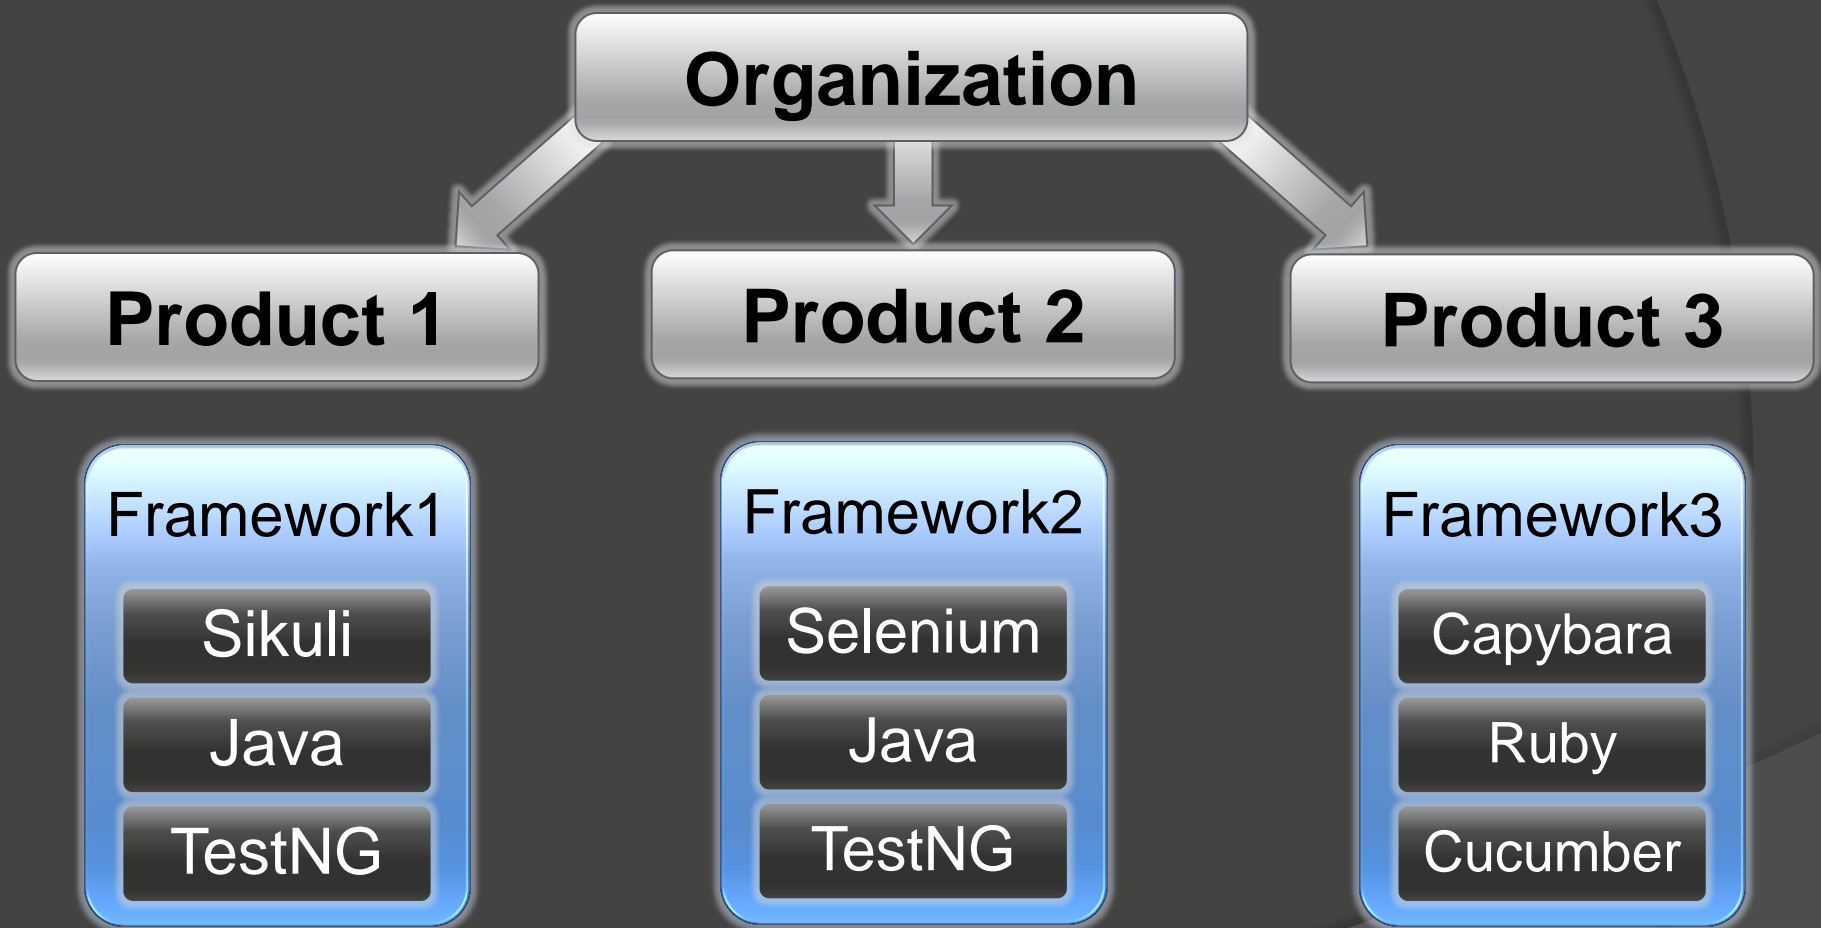 Organization
Product 1
Product 2
Product 3
Framework1
Sikuli
Java
TestNG
Framework2
Selenium
Java
TestNG
Framework3
Capybara
Ruby
Cucumber